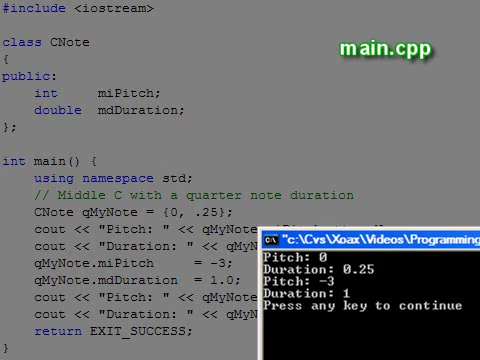 #include <iostream>
main.cpp
class CNote
{
public:
int miPitch;
double mdDuration;
};
int main() {
using namespace std;
// Middle C with a quarter note duration
CNote qMyNote = {0, .25};
cout << "Pitch: " <<
cout << "Duration: " <<
qMyNote.miPitch = -3;
qMyNote.mdDuration = 1.0;
cout << "Pitch: " << qMyNo
cout << "Duration: " << qM
return EXIT_SUCCESS;
}
"c:\Cvs\Xoax\Videos\Programming
Pitch: 0
Duration: 0.25
Pitch: -3
Duration: 1
Press any key to continue